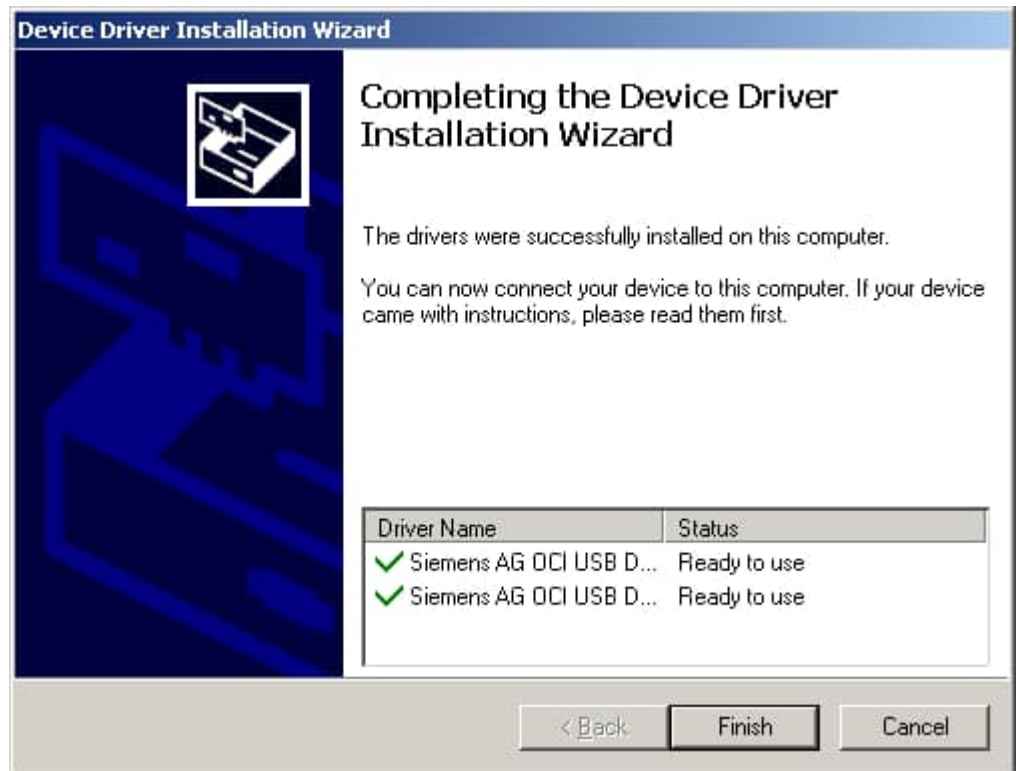 Device Driver Installation Wizard
Completing the Device Driver
Installation Wizard
The drivers were successfully installed on this computer.
You can now connect your device to this computer. If your device
came with instructions, please read them first.
Driver Name Status
Siemens AG OCI USB D... Ready to use
Siemens AG OCI USB D... Ready to use
< Back Finish Cancel